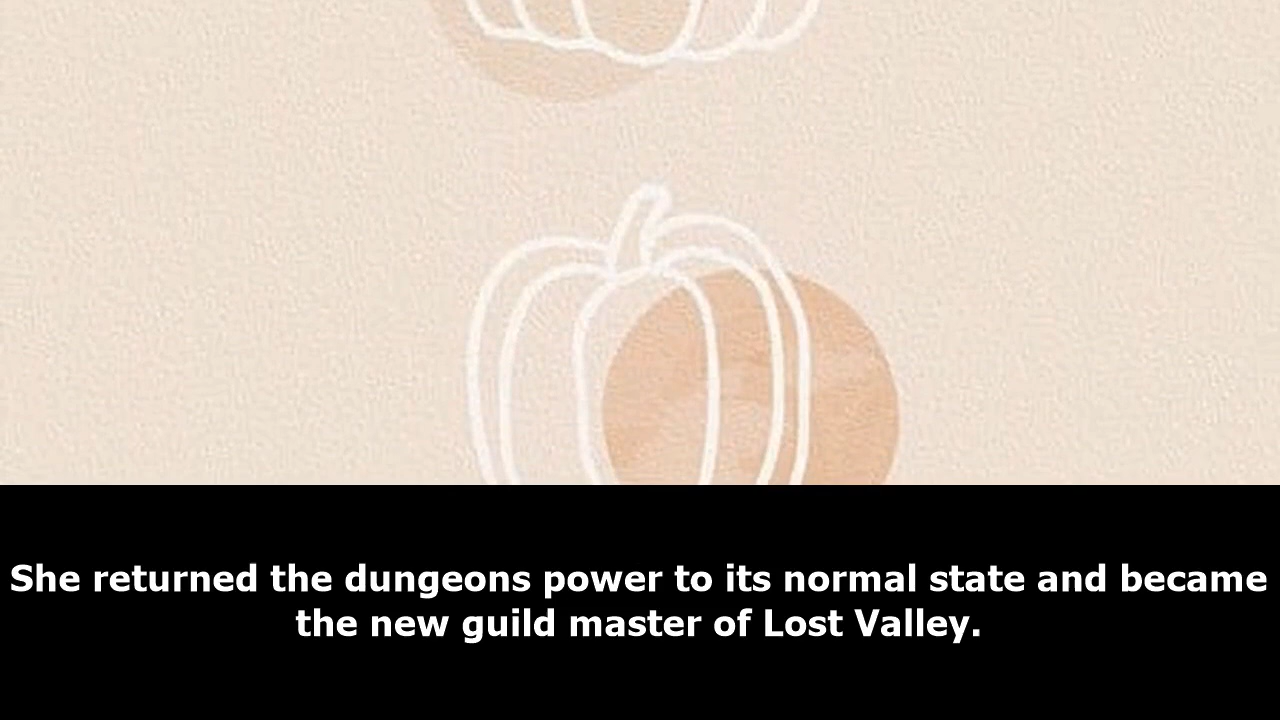 She returned the dungeons power to its normal state and became
the new guild master of Lost Valley.